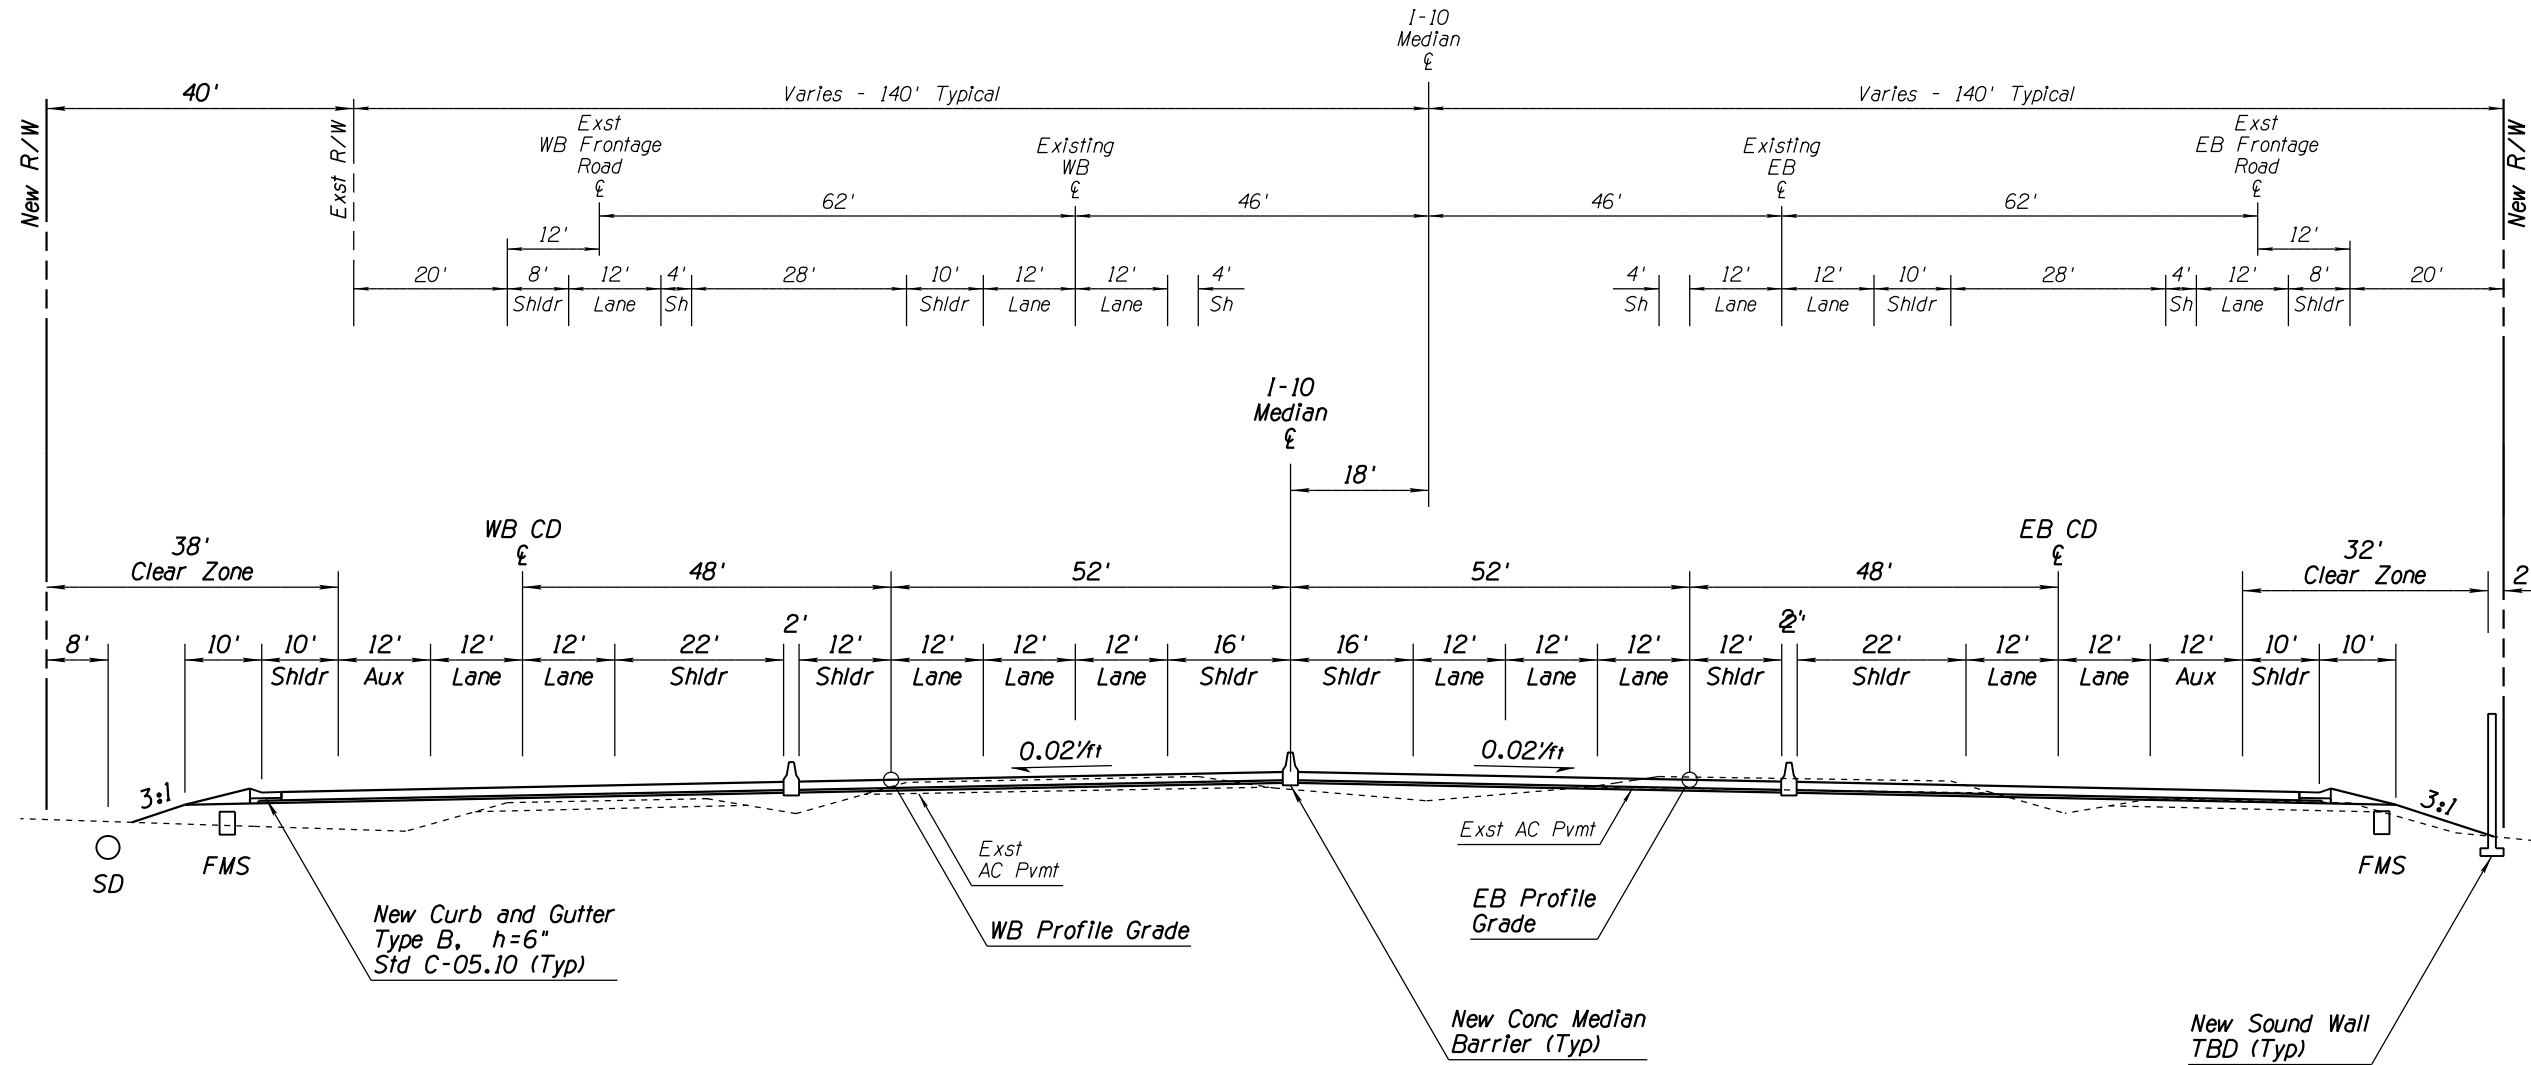 I-10
Median
℄
40'
Varies - 140' Typical
Varies - 140' Typical
New R/W
Exst R/W
New R/W
Exst
WB Frontage
Road
℄
Existing
WB
℄
Existing
EB
℄
Exst
EB Frontage
Road
℄
62'
46'
46'
62'
12'
12'
20'
8'
12'
4'
28'
10'
12'
12'
4'
4'
12'
12'
10'
28'
4'
12'
8'
20'
Shldr
Lane
Sh
Shldr
Lane
Lane
Sh
Sh
Lane
Lane
Shldr
Sh
Lane
Shldr
I-10
Median
℄
18'
WB CD
℄
EB CD
℄
38'
Clear Zone
48'
52'
52'
48'
32'
Clear Zone
2
2'
2'
8'
10'
10'
12'
12'
12'
22'
12'
12'
12'
12'
16'
16'
12'
12'
12'
12'
22'
12'
12'
12'
10'
10'
Shldr
Aux
Lane
Lane
Shldr
Shldr
Lane
Lane
Lane
Shldr
Shldr
Lane
Lane
Lane
Shldr
Shldr
Lane
Lane
Aux
Shldr
0.02'/ft
0.02'/ft
3:1
3:1
SD
FMS
FMS
Exst
AC Pvmt
Exst AC Pvmt
New Curb and Gutter
Type B, h=6"
Std C-05.10 (Typ)
WB Profile Grade
EB Profile
Grade
New Conc Median
Barrier (Typ)
New Sound Wall
TBD (Typ)